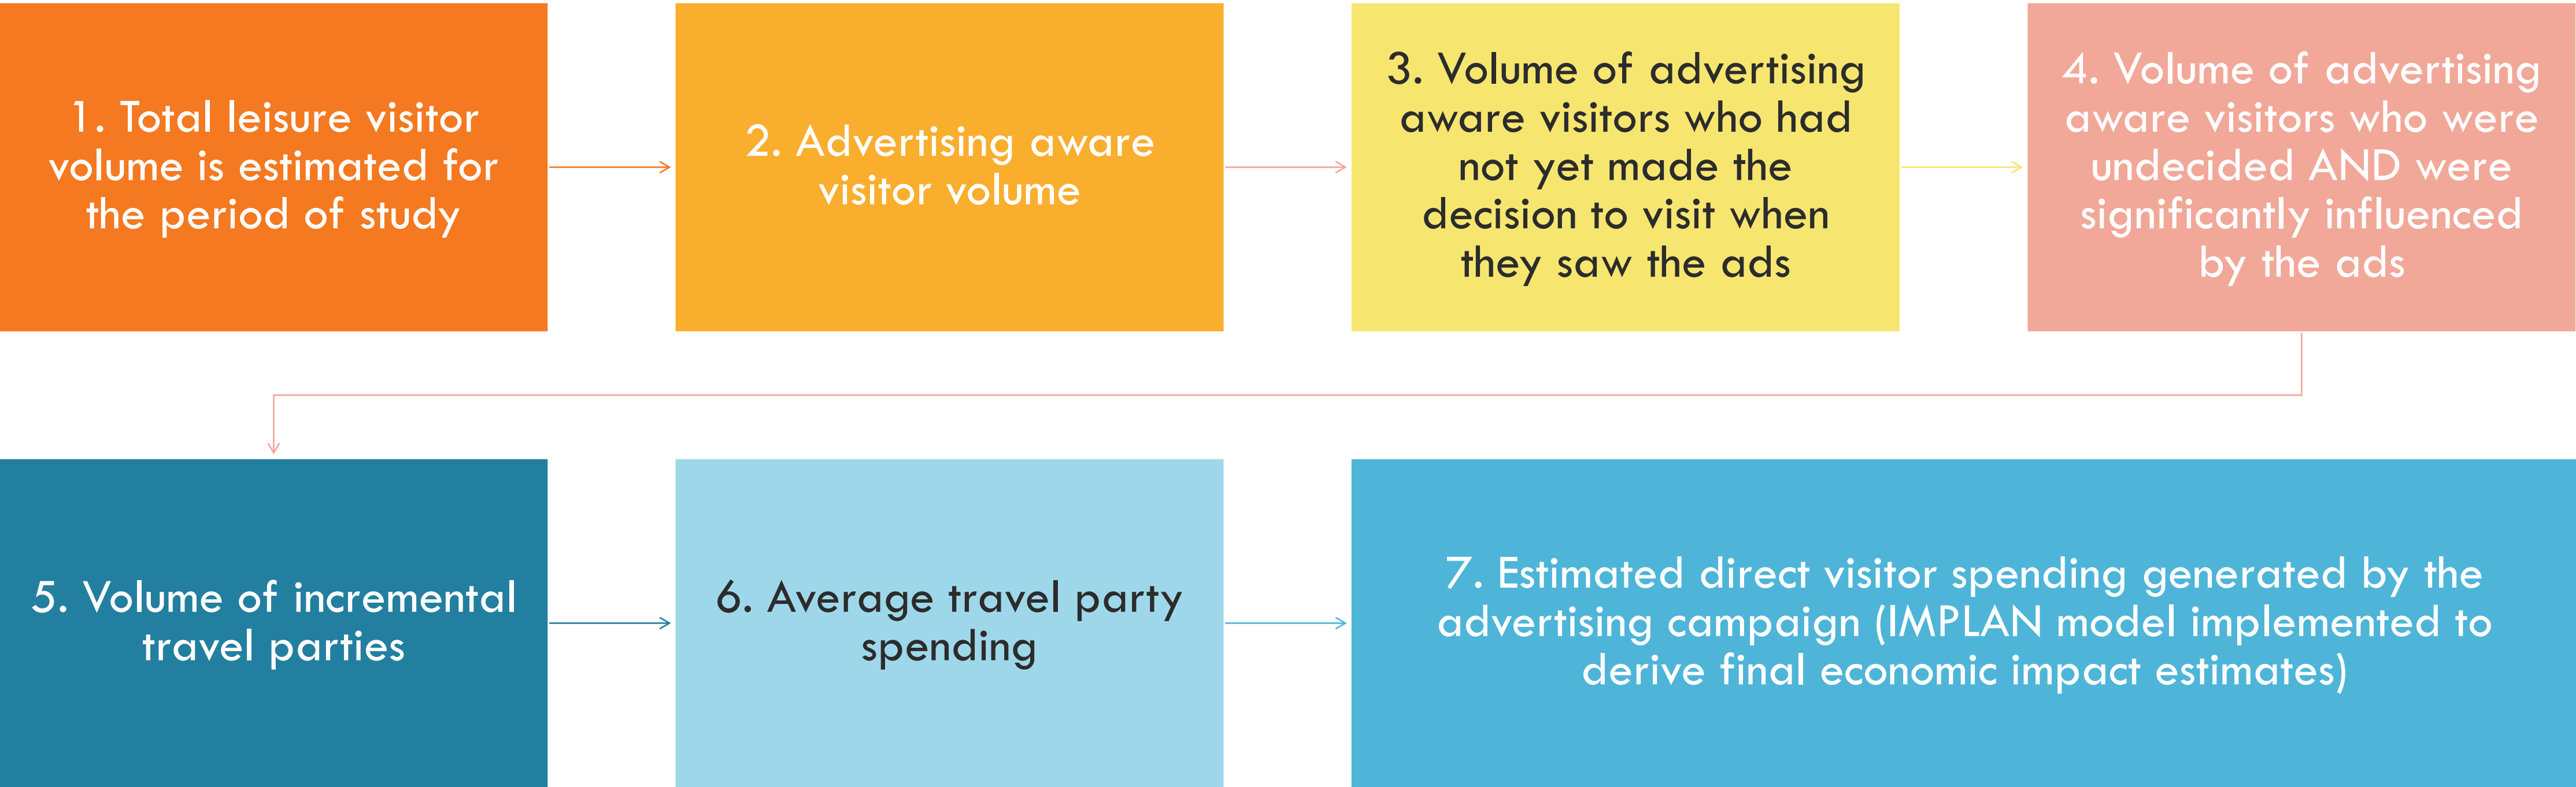 1. Total leisure visitor
volume is estimated for
the period of study
2. Advertising aware
visitor volume
3. Volume of advertising
aware visitors who had
not yet made the
decision to visit when
they saw the ads
4. Volume of advertising
aware visitors who were
undecided AND were
significantly influenced
by the ads
5. Volume of incremental
travel parties
6. Average travel party
spending
7. Estimated direct visitor spending generated by the
advertising campaign (IMPLAN model implemented to
derive final economic impact estimates)